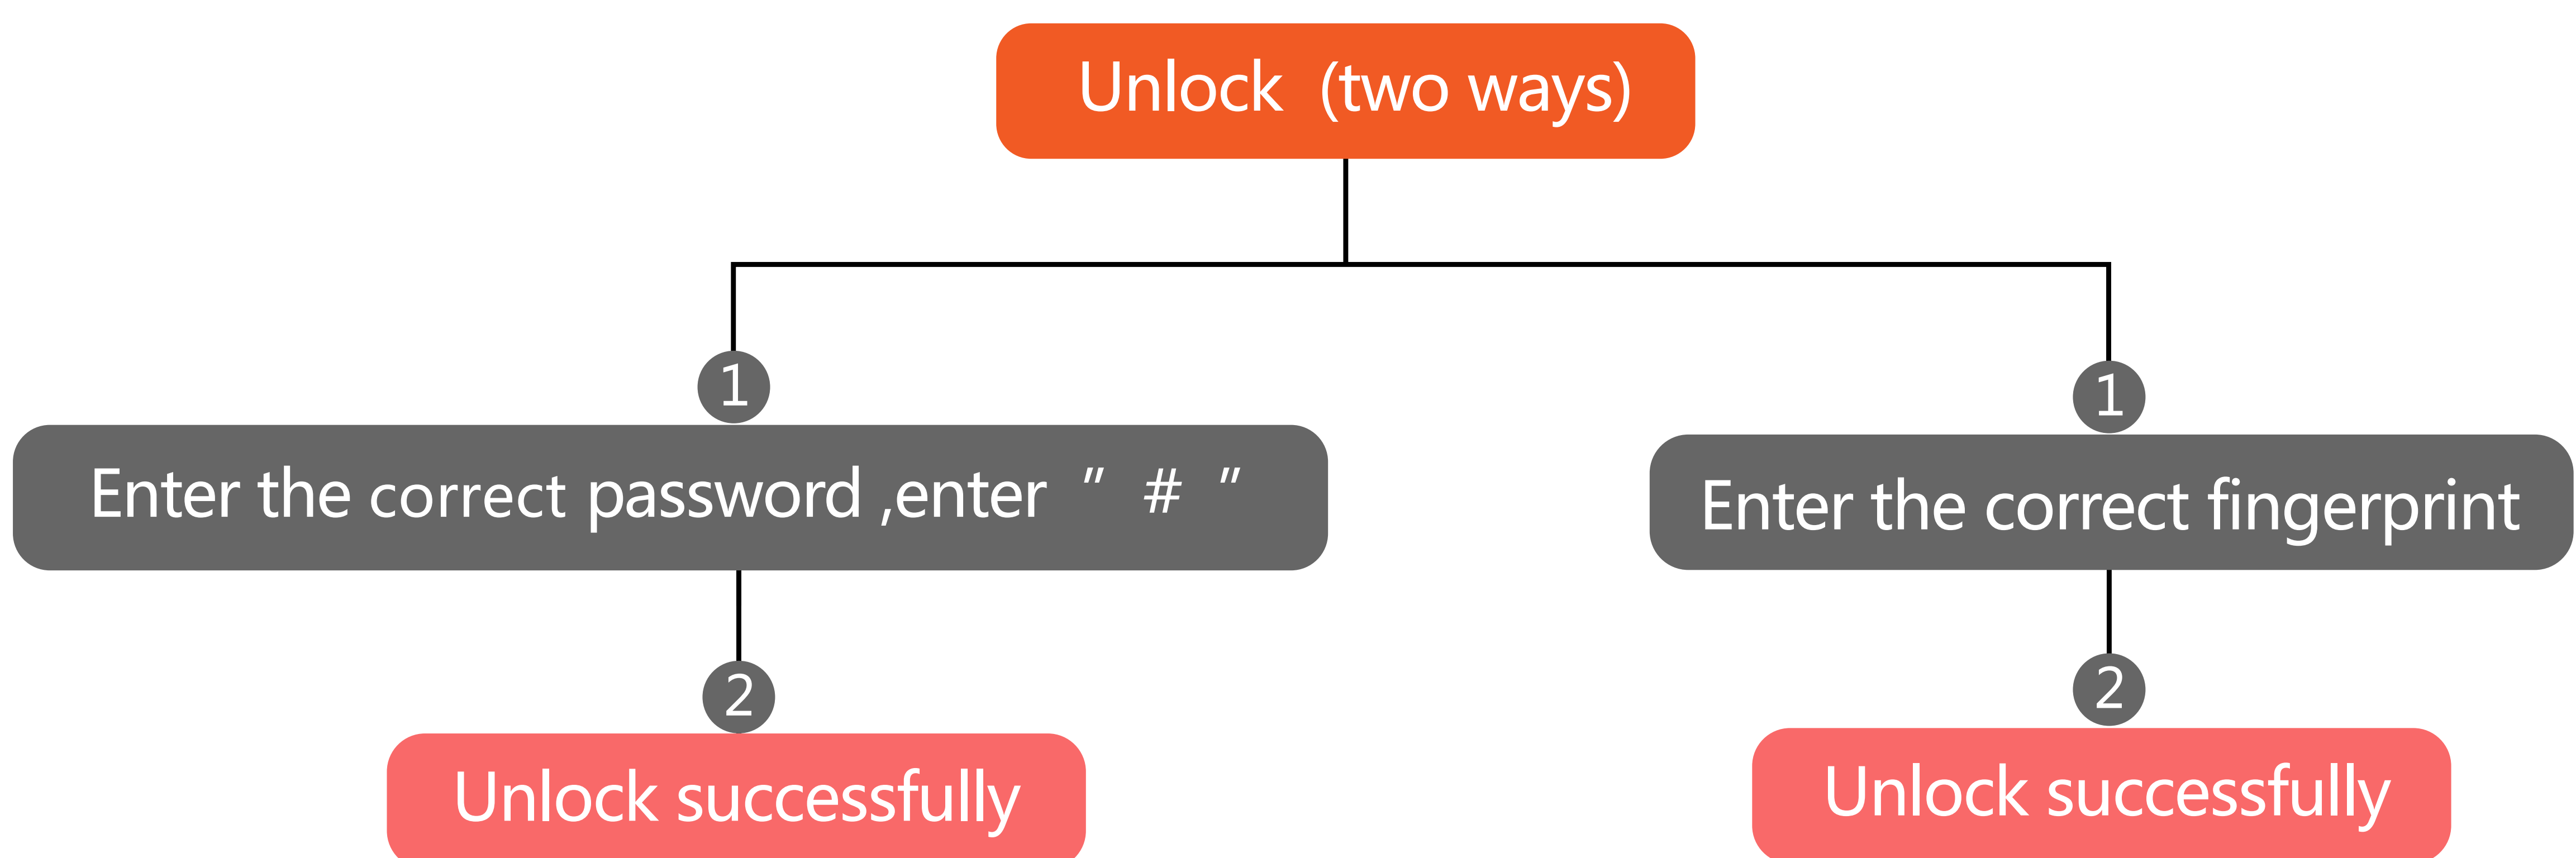 Unlock (two ways)
1
1
Enter the correct password ,enter " # "
Enter the correct fingerprint
2
2
Unlock successfully
Unlock successfully